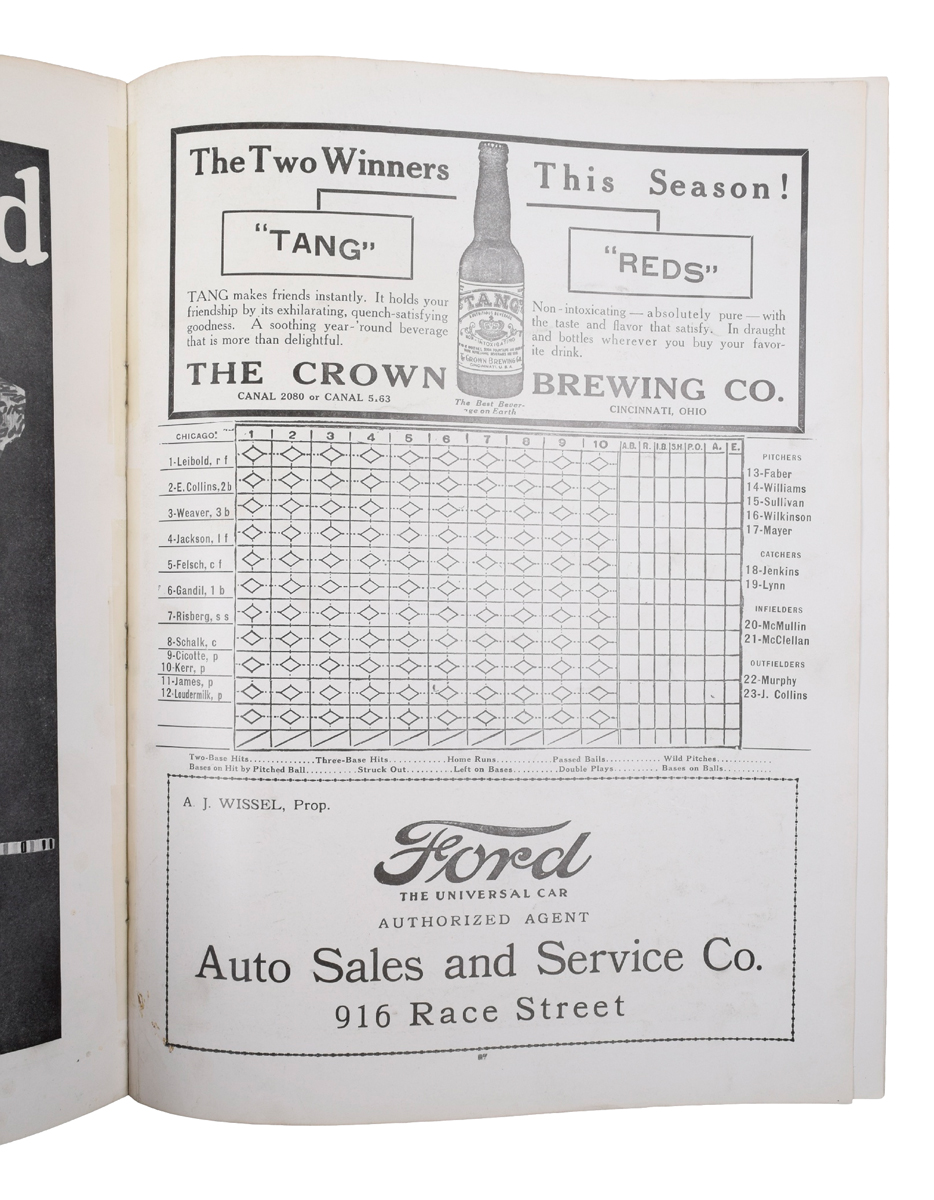 d
The Two Winners This Season!
"TANG"
"REDS"
TANG makes friends instantly. It holds your
friendship by its exhilarating, quench-satisfying
goodness. A soothing year-'round beverage
that is more than delightful.
TANG
NON-INTOXICATING
The CROWN BREWING Co.
CINCINNATI, U.S.A.
Non-intoxicating — absolutely pure — with
the taste and flavor that satisfy. In draught
and bottles wherever you buy your favor-
ite drink.
THE CROWN BREWING CO.
CANAL 2080 or CANAL 5.63
The Best Bever-
age on Earth
CINCINNATI, OHIO
CHICAGO. 1 2 3 4 5 6 7 8 9 10 A.B. R. I.B. S.H. P.O. A. E.
1-Leibold, r f
2-E. Collins, 2 b
3-Weaver, 3 b
4-Jackson, l f
5-Felsch, c f
6-Gandil, 1 b
7-Risberg, s s
8-Schalk, c
9-Cicotte, p
10-Kerr, p
11-James, p
12-Loudermilk, p
PITCHERS
13-Faber
14-Williams
15-Sullivan
16-Wilkinson
17-Mayer
CATCHERS
18-Jenkins
19-Lynn
INFIELDERS
20-McMullin
21-McClellan
OUTFIELDERS
22-Murphy
23-J. Collins
Two-Base Hits............Three-Base Hits............Home Runs............Passed Balls............Wild Pitches............
Bases on Hit by Pitched Ball..........Struck Out..........Left on Bases..........Double Plays..........Bases on Balls..........
A. J. WISSEL, Prop.
Ford
THE UNIVERSAL CAR
AUTHORIZED AGENT
Auto Sales and Service Co.
916 Race Street